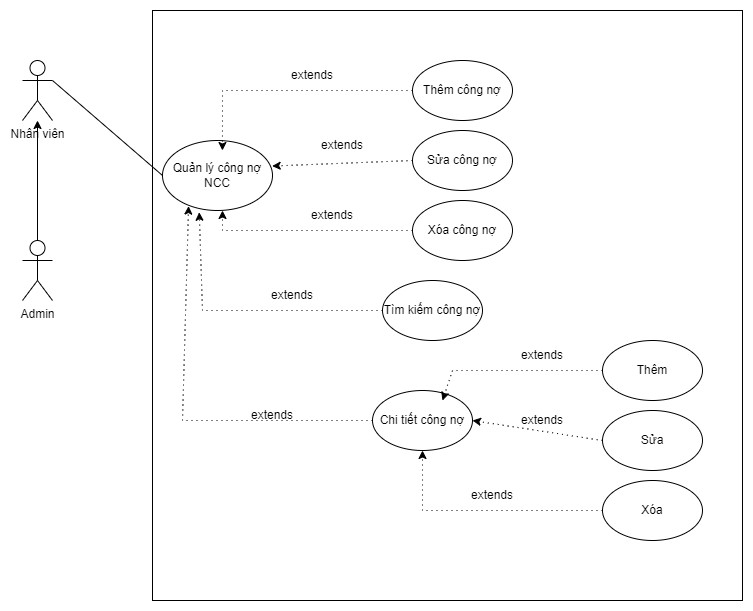 extends
Thêm công nợ
Nhân viên
extends
Sửa công nợ
Quản lý công nợ
NCC
extends
Xóa công nợ
Admin
extends
Tìm kiếm công nợ
extends
Thêm
extends
Chi tiết công nợ
extends
Sửa
extends
Xóa